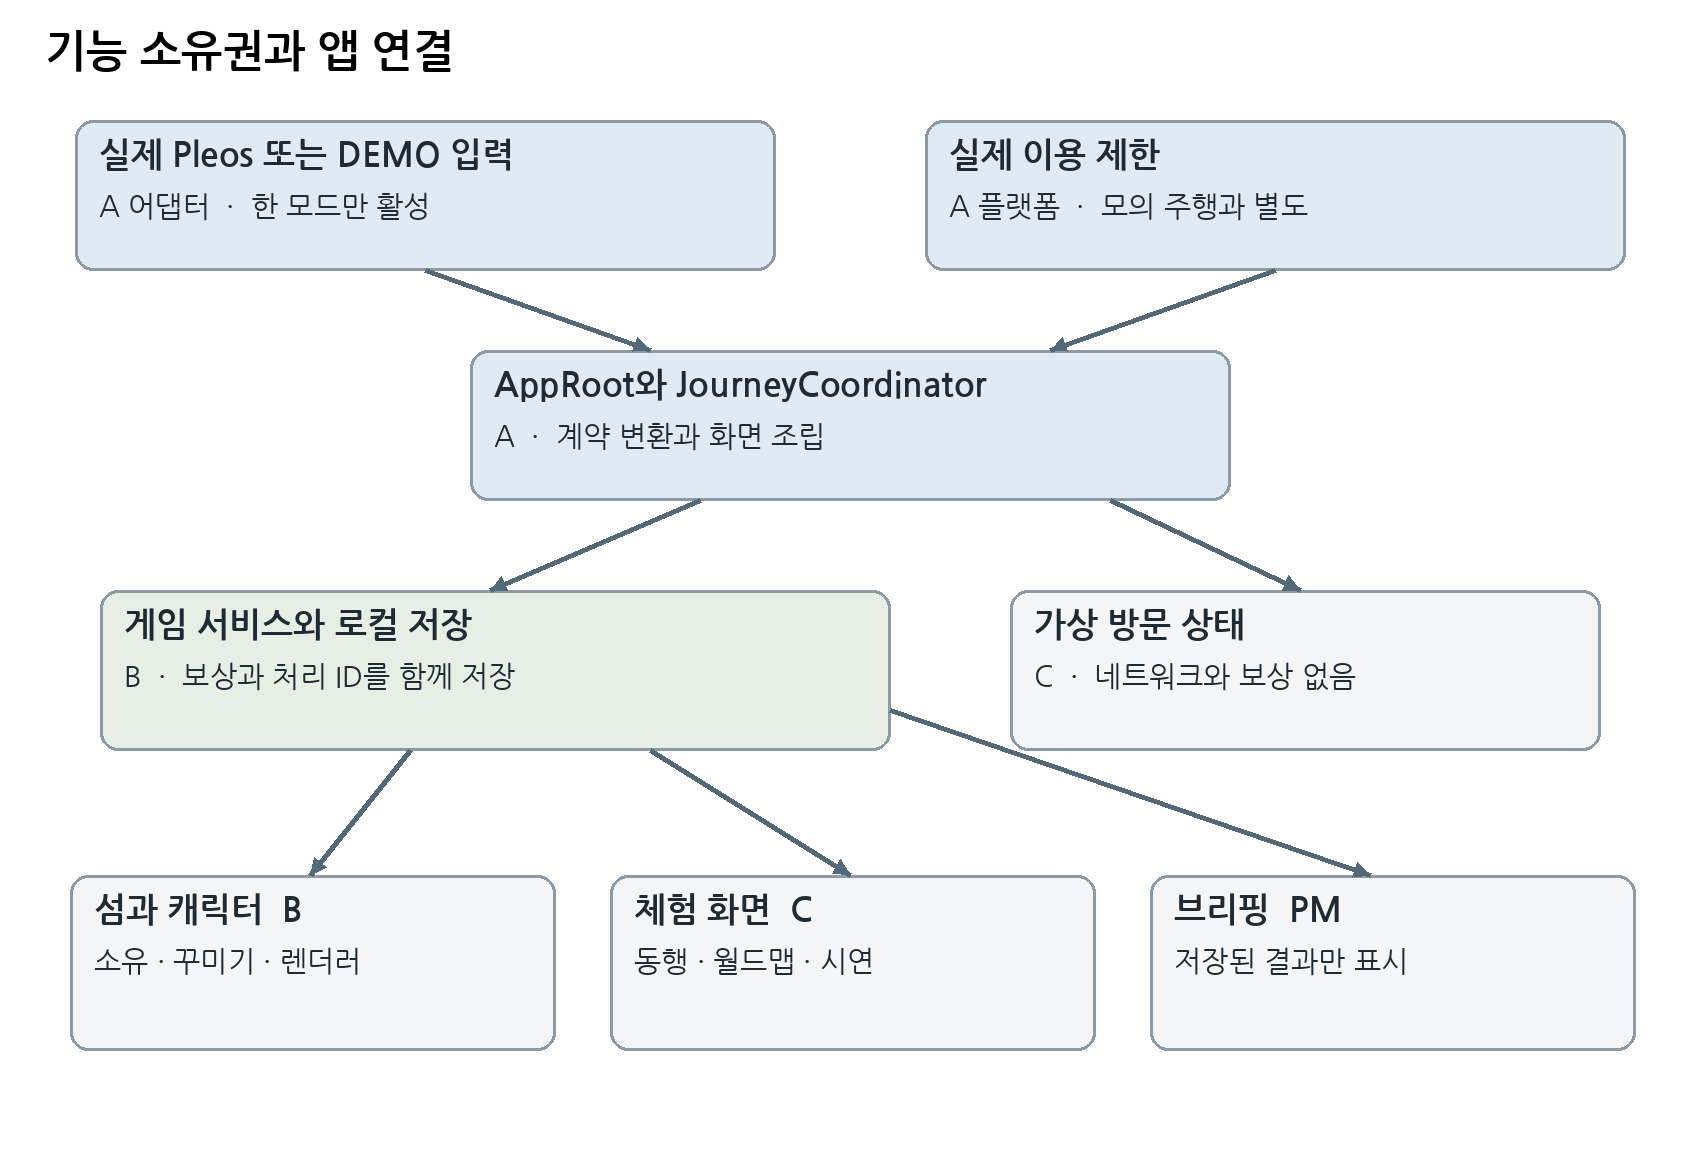 기능 소유권과 앱 연결
실제 Pleos 또는 DEMO 입력
A 어댑터 · 한 모드만 활성
실제 이용 제한
A 플랫폼 · 모의 주행과 별도
AppRoot와 JourneyCoordinator
A · 계약 변환과 화면 조립
게임 서비스와 로컬 저장
B · 보상과 처리 ID를 함께 저장
가상 방문 상태
C · 네트워크와 보상 없음
섬과 캐릭터 B
소유 · 꾸미기 · 렌더러
체험 화면 C
동행 · 월드맵 · 시연
브리핑 PM
저장된 결과만 표시